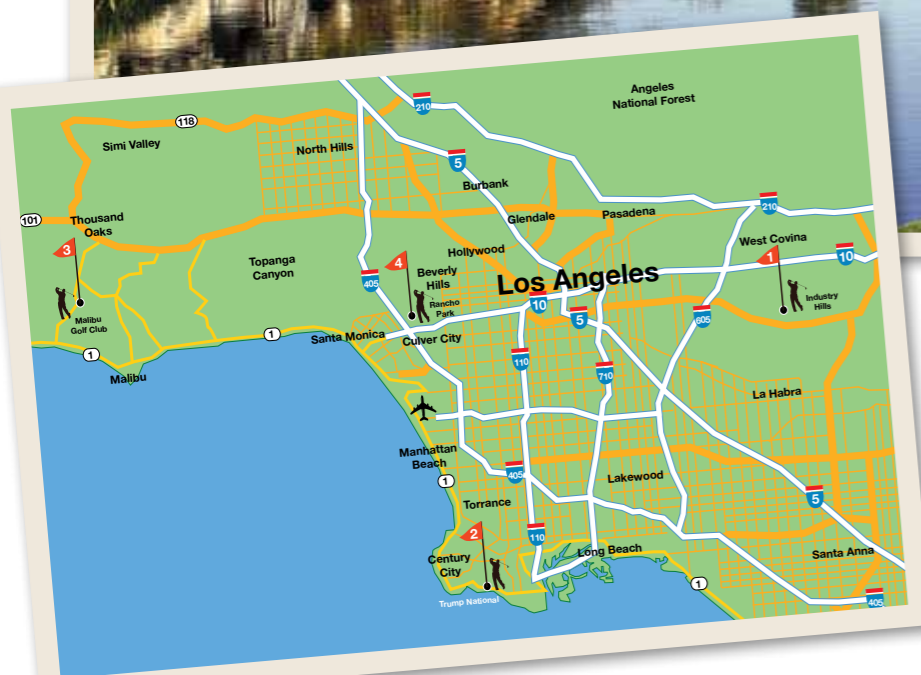 Angeles
National Forest
210
118
Simi Valley
North Hills
5
Burbank
101
Thousand
Oaks
Glendale
Pasadena
210
West Covina
3
Topanga
Canyon
Hollywood
4
Beverly
Hills
405
Los Angeles
1
10
Malibu
Golf Club
Rancho
Park
10
5
605
Industry
Hills
1
1
Santa Monica
Culver City
110
710
Malibu
La Habra
Manhattan
Beach
1
405
Lakewood
5
Torrance
2
110
Century
City
Long Beach
Santa Anna
Trump National
1
405